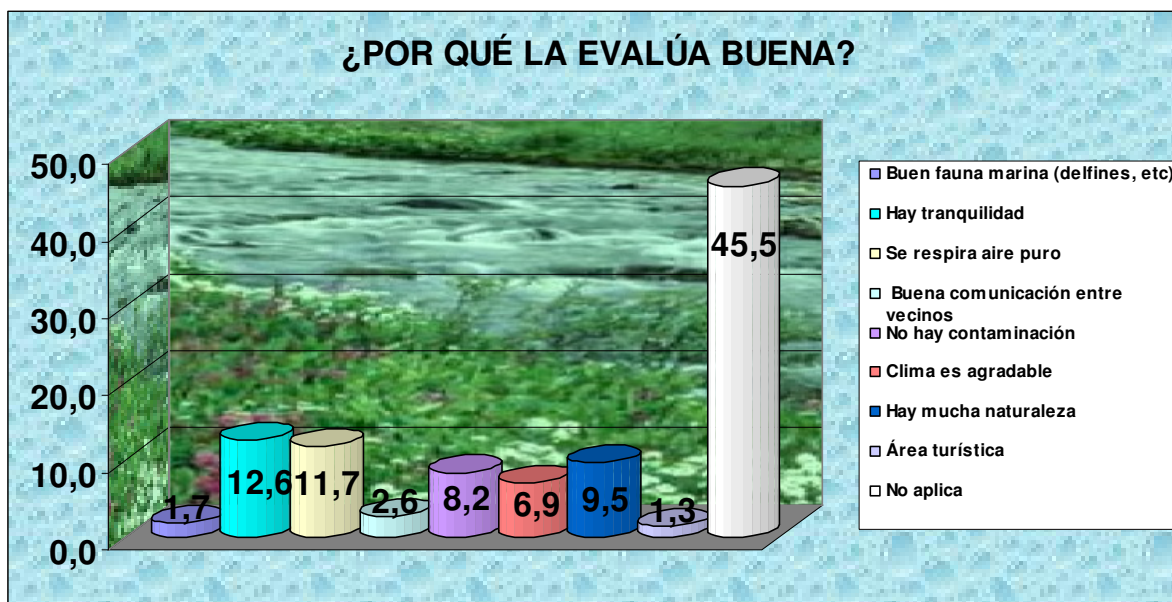 ¿POR QUÉ LA EVALÚA BUENA?
50,0
40,0
30,0
20,0
10,0
0,0
1,7
12,6
11,7
2,6
8,2
6,9
9,5
1,3
45,5
Buen fauna marina (delfines, etc)
Hay tranquilidad
Se respira aire puro
Buena comunicación entre
vecinos
No hay contaminación
Clima es agradable
Hay mucha naturaleza
Área turística
No aplica